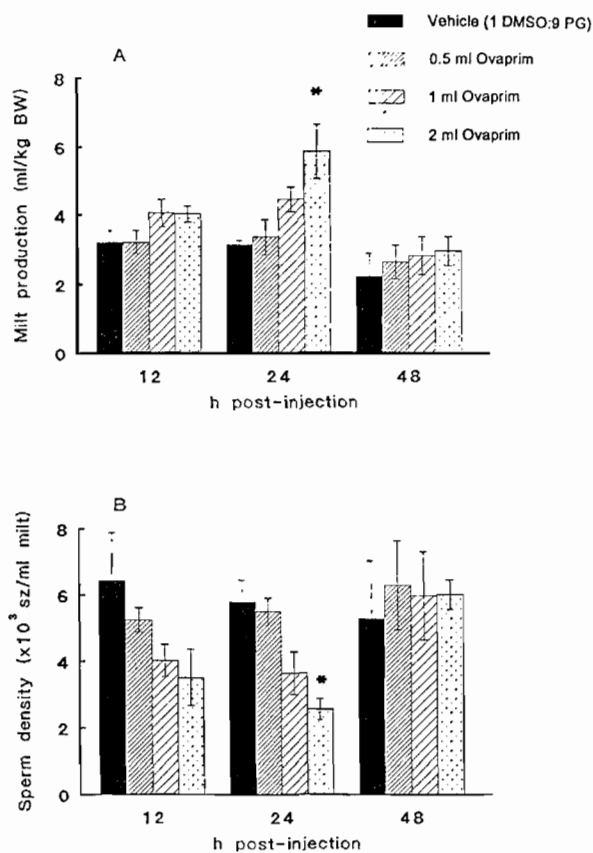 Vehicle (1 DMSO:9 PG)
0.5 ml Ovaprim
1 ml Ovaprim
2 ml Ovaprim
A
*
Milt production (ml/kg BW)
8
6
4
2
0
12 24 48
h post-injection
B
*
Sperm density (x10³ sz/ml milt)
8
6
4
2
0
12 24 48
h post-injection